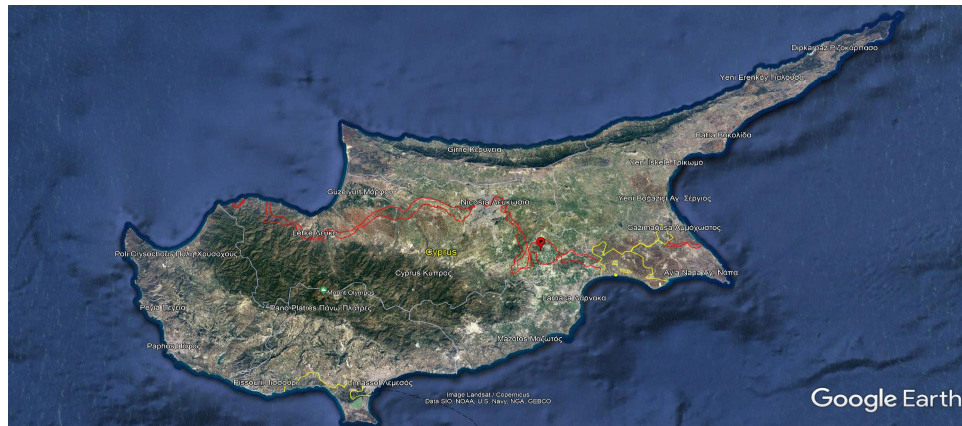 Dipkarpaz Ριζοκάρπασο
Yeni Erenköy Γιαλούσα
Girne Κερύνεια
Yeni İskele Τρίκωμο
Güzelyurt Μόρφου
Yeni Boğaziçi Αγ. Σέργιος
Nicosia Λευκωσία
Gazimağusa Αμμόχωστος
Lefke Λεύκα
Cyprus
Poli Crysochous Πόλη Χρυσοχούς
Cyprus Κύπρος
Ayia Napa Αγ. Νάπα
Mount Olympos
Larnaca Λάρνακα
Pano Platres Πάνω Πλάτρες
Peyia Πέγεια
Mazotos Μαζωτός
Paphos Πάφος
Pissouri Πισσούρι
Limassol Λεμεσός
Image Landsat / Copernicus
Data SIO, NOAA, U.S. Navy, NGA, GEBCO
Google Earth